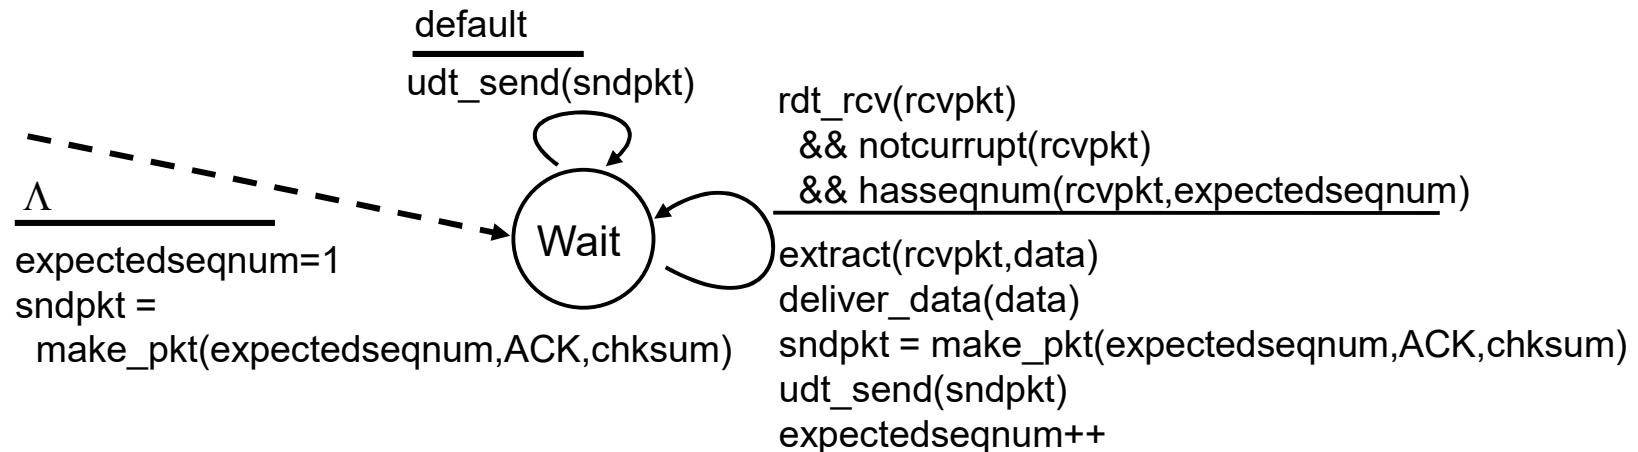 default
udt_send(sndpkt)
rdt_rcv(rcvpkt)
&& notcurrupt(rcvpkt)
&& hasseqnum(rcvpkt,expectedseqnum)
Λ
expectedseqnum=1
sndpkt =
make_pkt(expectedseqnum,ACK,chksum)
Wait
extract(rcvpkt,data)
deliver_data(data)
sndpkt = make_pkt(expectedseqnum,ACK,chksum)
udt_send(sndpkt)
expectedseqnum++